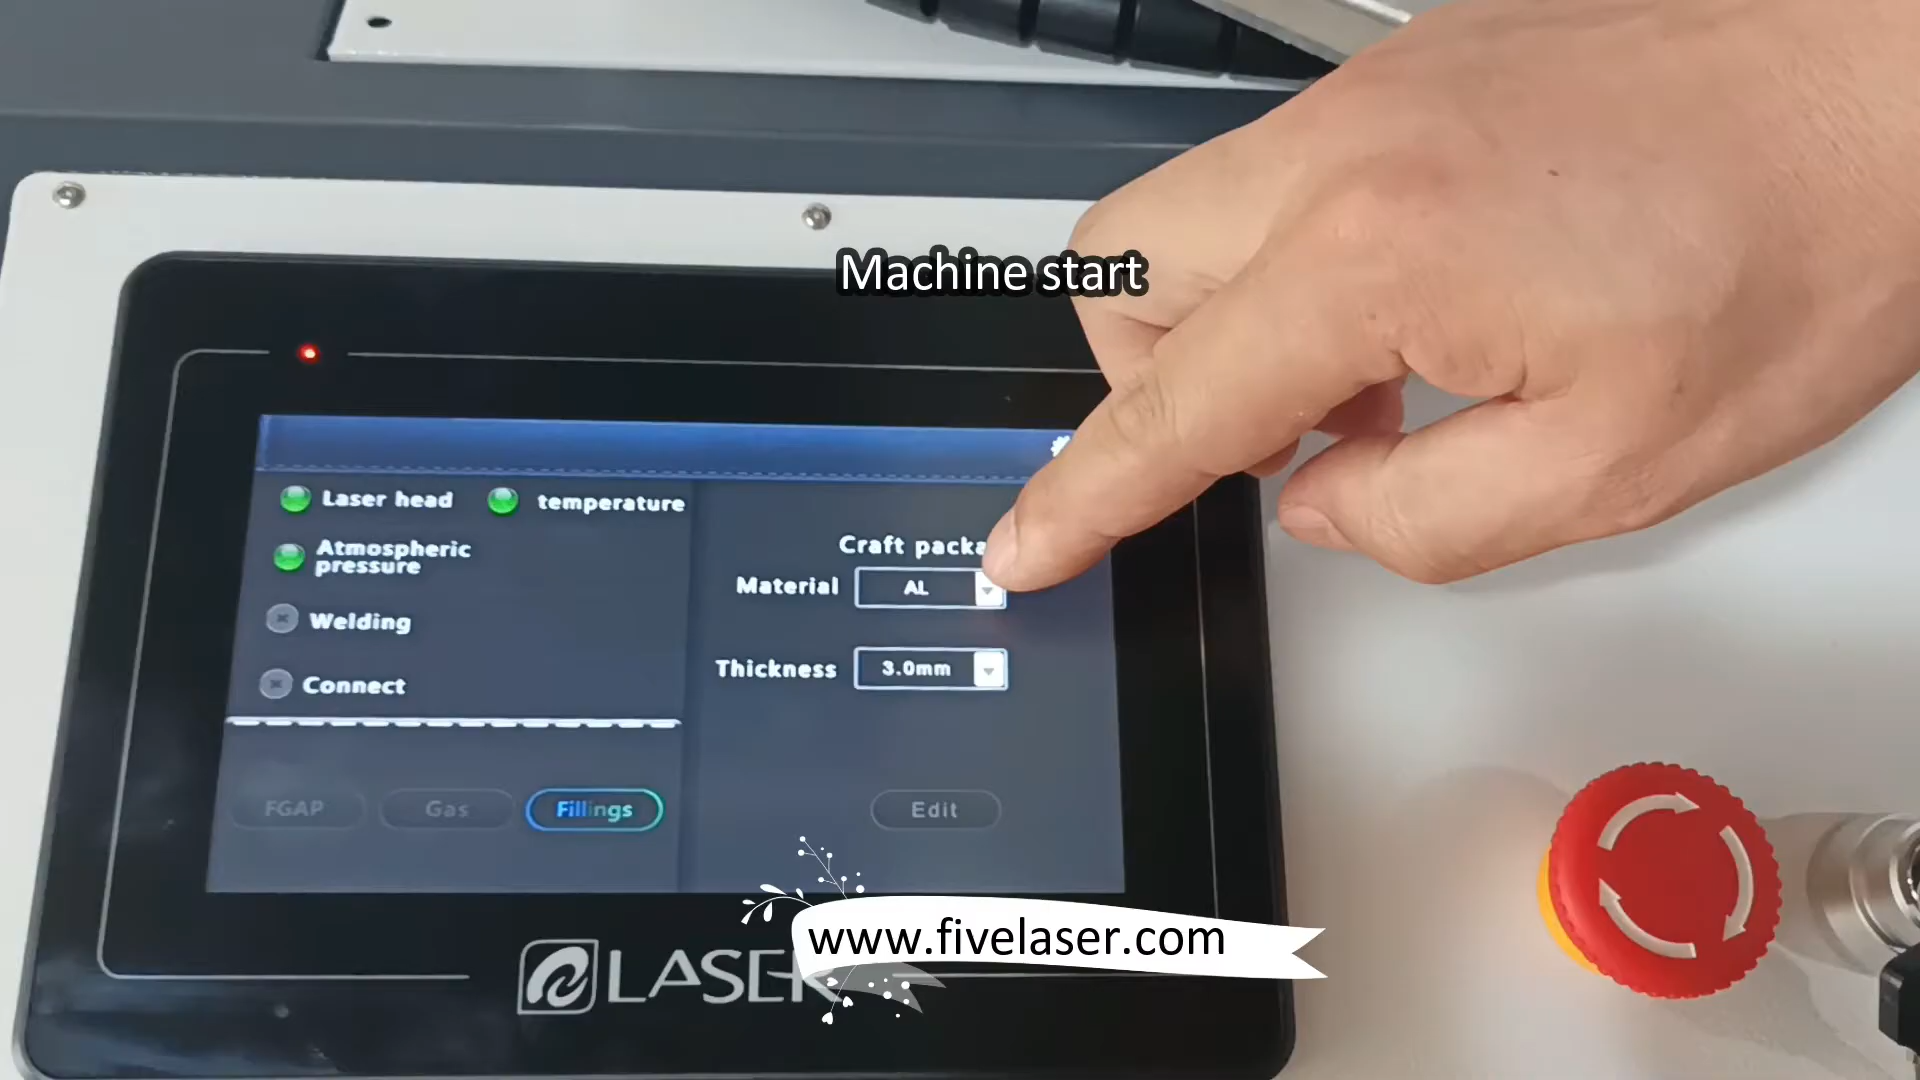 Machine start
Laser head
temperature
Atmospheric
pressure
Welding
Connect
FGAP
Gas
Fillings
Craft packa
Material
AL
Thickness
3.0mm
Edit
LASER
www.fivelaser.com